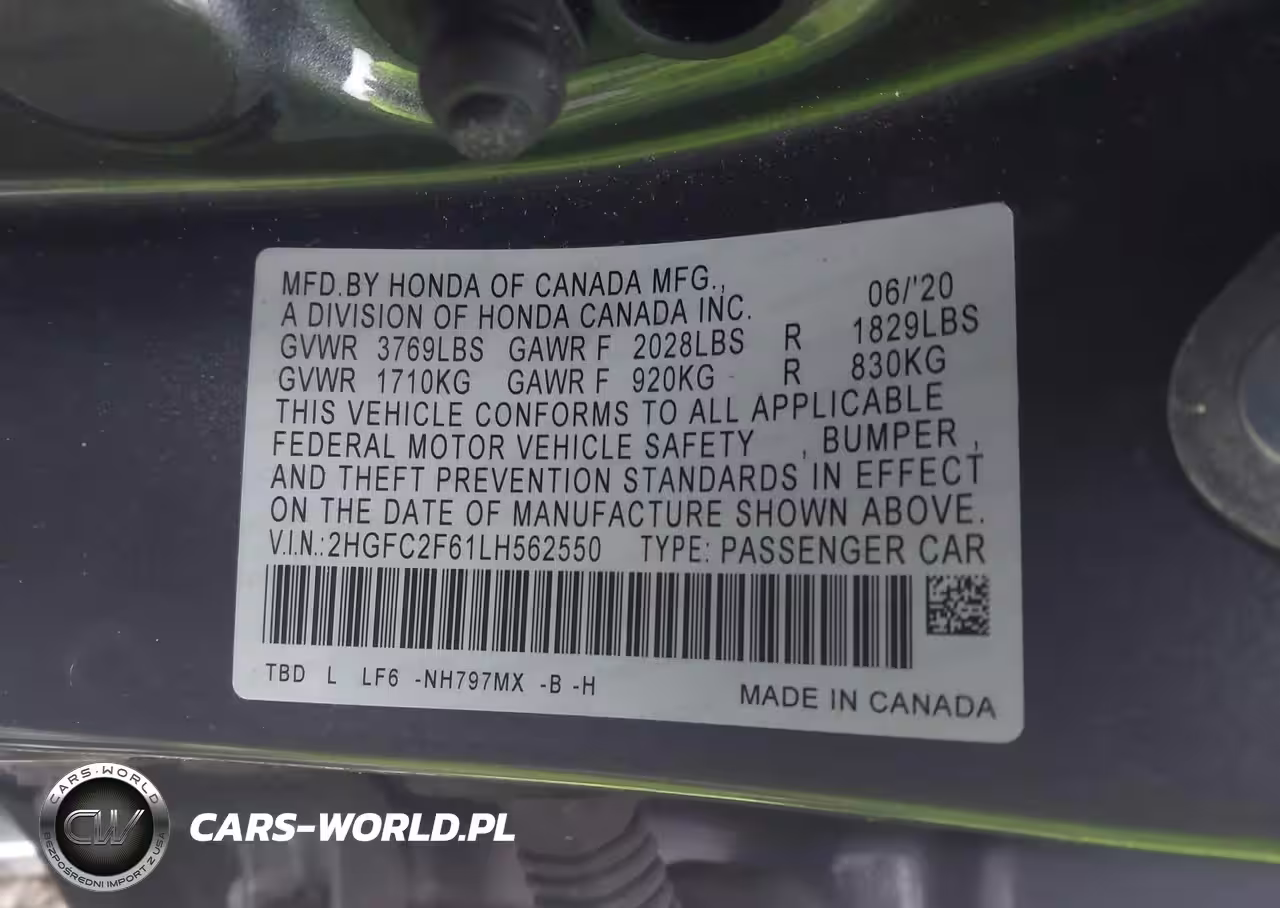 MFD.BY HONDA OF CANADA MFG.,
A DIVISION OF HONDA CANADA INC. 06/'20
GVWR 3769LBS GAWR F 2028LBS R 1829LBS
GVWR 1710KG GAWR F 920KG R 830KG
THIS VEHICLE CONFORMS TO ALL APPLICABLE
FEDERAL MOTOR VEHICLE SAFETY , BUMPER ,
AND THEFT PREVENTION STANDARDS IN EFFECT
ON THE DATE OF MANUFACTURE SHOWN ABOVE.
V.I.N.:2HGFC2F61LH562550 TYPE: PASSENGER CAR
TBD L LF6 -NH797MX -B -H
MADE IN CANADA
CARS-WORLD
CW
BEZPOŚREDNI IMPORT Z USA
CARS-WORLD.PL